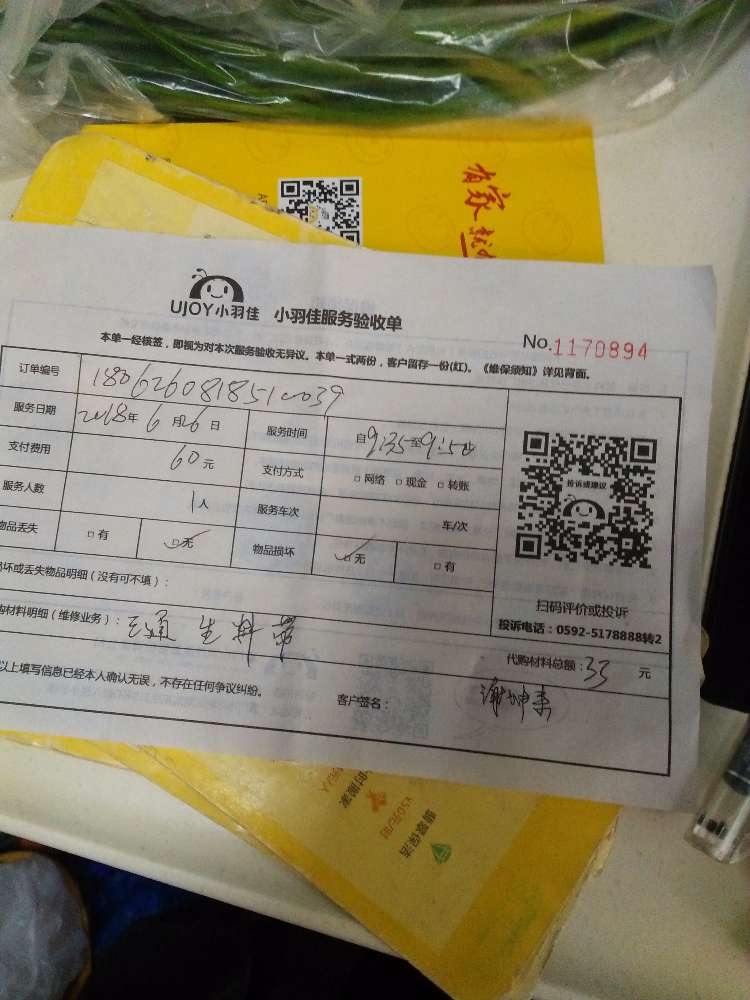 有家
UJOY小羽佳 小羽佳服务验收单
No.1170894
本单一经核签，即视为对本次服务验收无异议。本单一式两份，客户留存一份(红)。《维保须知》详见背面。
订单编号 1806260818510039
服务日期 2018年6月26日 服务时间 自9:35至9:50
支付费用 60元 支付方式 □网络 □现金 □转账
服务人数 1人 服务车次 车/次
物品丢失 □有 □无 物品损坏 □无 □有
投诉或建议
扫码评价或投诉
投诉电话：0592-5178888转2
损坏或丢失物品明细（没有可不填）：
购材料明细（维修业务）：三通 生料带
代购材料总额：33 元
以上填写信息已经本人确认无误，不存在任何争议纠纷。
客户签名：